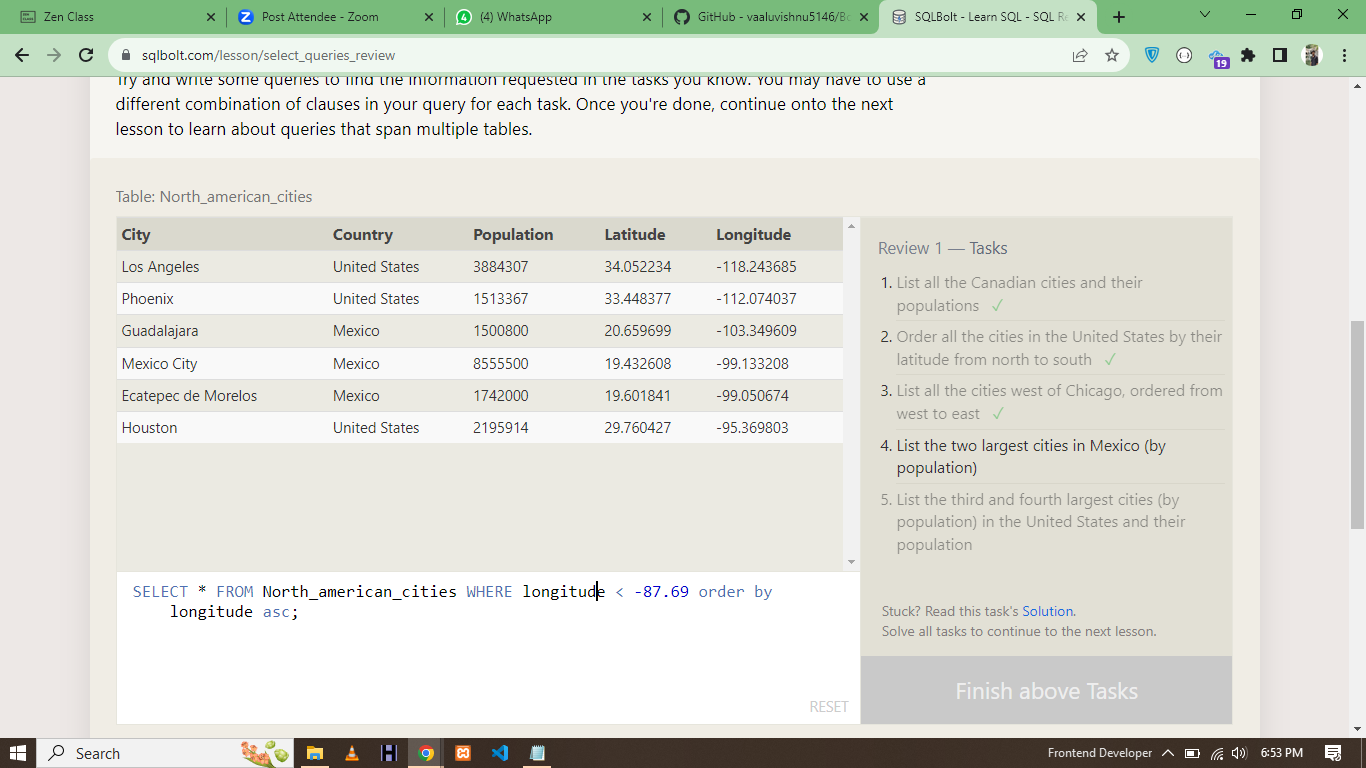 Zen Class
Post Attendee - Zoom
(4) WhatsApp
GitHub - vaaluvishnu5146/Bo
SQLBolt - Learn SQL - SQL Re
sqlbolt.com/lesson/select_queries_review
19
Try and write some queries to find the information requested in the tasks you know. You may have to use a
different combination of clauses in your query for each task. Once you're done, continue onto the next
lesson to learn about queries that span multiple tables.
Table: North_american_cities
City Country Population Latitude Longitude
Los Angeles United States 3884307 34.052234 -118.243685
Phoenix United States 1513367 33.448377 -112.074037
Guadalajara Mexico 1500800 20.659699 -103.349609
Mexico City Mexico 8555500 19.432608 -99.133208
Ecatepec de Morelos Mexico 1742000 19.601841 -99.050674
Houston United States 2195914 29.760427 -95.369803
SELECT * FROM North_american_cities WHERE longitude < -87.69 order by
longitude asc;
RESET
Review 1 — Tasks
1. List all the Canadian cities and their
populations ✓
2. Order all the cities in the United States by their
latitude from north to south ✓
3. List all the cities west of Chicago, ordered from
west to east ✓
4. List the two largest cities in Mexico (by
population)
5. List the third and fourth largest cities (by
population) in the United States and their
population
Stuck? Read this task's Solution.
Solve all tasks to continue to the next lesson.
Finish above Tasks
Search
Frontend Developer
6:53 PM